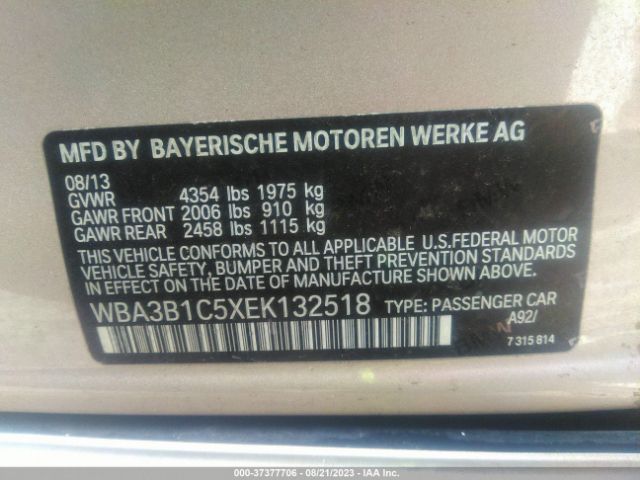 MFD BY BAYERISCHE MOTOREN WERKE AG
08/13
GVWR 4354 lbs 1975 kg
GAWR FRONT 2006 lbs 910 kg
GAWR REAR 2458 lbs 1115 kg
THIS VEHICLE CONFORMS TO ALL APPLICABLE U.S.FEDERAL MOTOR
VEHICLE SAFETY, BUMPER AND THEFT PREVENTION STANDARDS
IN EFFECT ON THE DATE OF MANUFACTURE SHOWN ABOVE.
WBA3B1C5XEK132518 TYPE: PASSENGER CAR
A92/
BMW
7 315 814
000-37377706 - 08/21/2023 - IAA Inc.